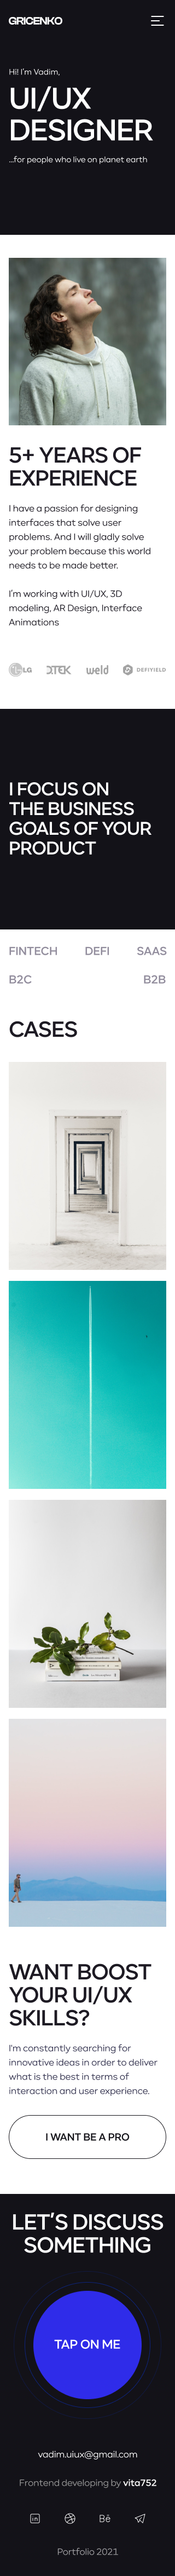 GRICENKO
Hi! I'm Vadim,
UI/UX
DESIGNER
...for people who live on planet earth
5+ YEARS OF
EXPERIENCE
I have a passion for designing
interfaces that solve user
problems. And I will gladly solve
your problem because this world
needs to be made better.
I'm working with UI/UX, 3D
modeling, AR Design, Interface
Animations
LG DTEK weld DEFIYIELD
I FOCUS ON
THE BUSINESS
GOALS OF YOUR
PRODUCT
FINTECH DEFI SAAS
B2C B2B
CASES
WANT BOOST
YOUR UI/UX
SKILLS?
I'm constantly searching for
innovative ideas in order to deliver
what is the best in terms of
interaction and user experience.
I WANT BE A PRO
LET'S DISCUSS
SOMETHING
TAP ON ME
vadim.uiux@gmail.com
Frontend developing by vita752
in Bē
Portfolio 2021